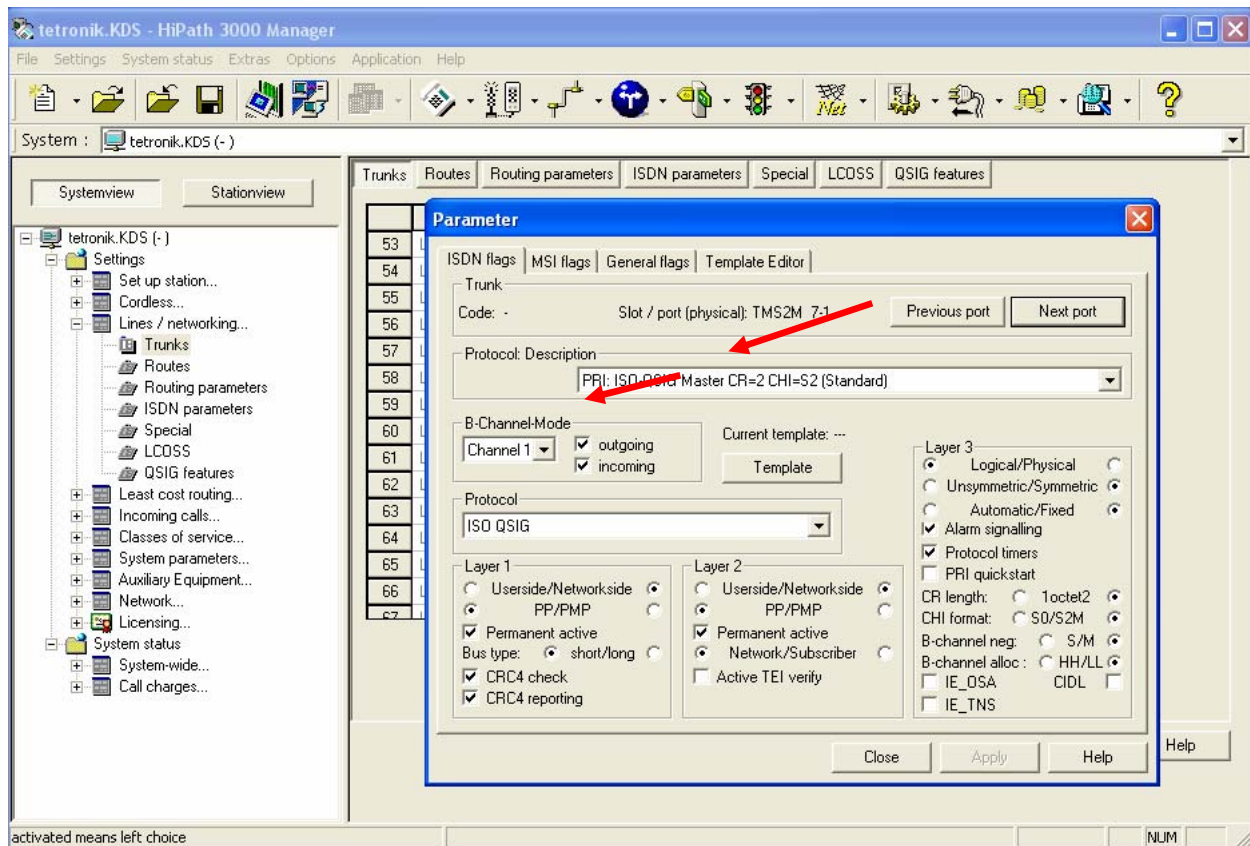 tetronik.KDS - HiPath 3000 Manager
File Settings System status Extras Options Application Help
Net
System : tetronik.KDS (- )
Systemview Stationview
tetronik.KDS (- )
Settings
Set up station...
Cordless...
Lines / networking...
Trunks
Routes
Routing parameters
ISDN parameters
Special
LCOSS
QSIG features
Least cost routing...
Incoming calls...
Classes of service...
System parameters...
Auxiliary Equipment...
Network...
Licensing...
System status
System-wide...
Call charges...
Trunks Routes Routing parameters ISDN parameters Special LCOSS QSIG features
53
54
55
56
57
58
59
60
61
62
63
64
65
66
67
Parameter
ISDN flags MSI flags General flags Template Editor
Trunk
Code: - Slot / port (physical): TMS2M 7-1 Previous port Next port
Protocol: Description
PRI: ISO-QSIG Master CR=2 CHI=S2 (Standard)
B-Channel-Mode
Channel 1 outgoing
incoming
Current template: ---
Template
Protocol
ISO QSIG
Layer 1
Userside/Networkside
PP/PMP
Permanent active
Bus type: short/long
CRC4 check
CRC4 reporting
Layer 2
Userside/Networkside
PP/PMP
Permanent active
Network/Subscriber
Active TEI verify
Layer 3
Logical/Physical
Unsymmetric/Symmetric
Automatic/Fixed
Alarm signalling
Protocol timers
PRI quickstart
CR length: 1octet2
CHI format: S0/S2M
B-channel neg: S/M
B-channel alloc : HH/LL
IE_OSA CIDL
IE_TNS
Close Apply Help
Help
activated means left choice NUM